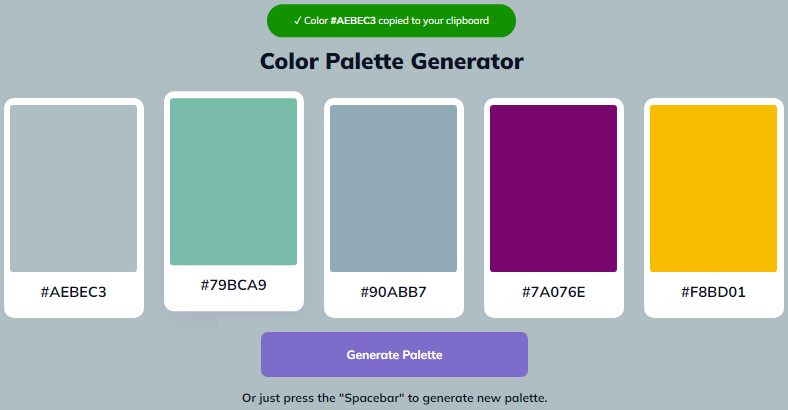 ✓ Color #AEBEC3 copied to your clipboard
Color Palette Generator
#AEBEC3
#79BCA9
#90ABB7
#7A076E
#F8BD01
Generate Palette
Or just press the "Spacebar" to generate new palette.